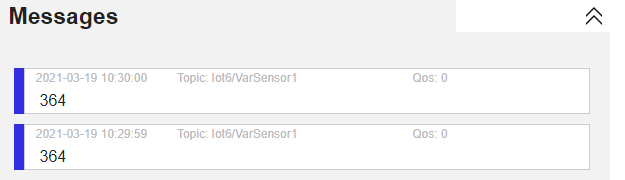 Messages
2021-03-19 10:30:00 Topic: Iot6/VarSensor1 Qos: 0
364
2021-03-19 10:29:59 Topic: Iot6/VarSensor1 Qos: 0
364